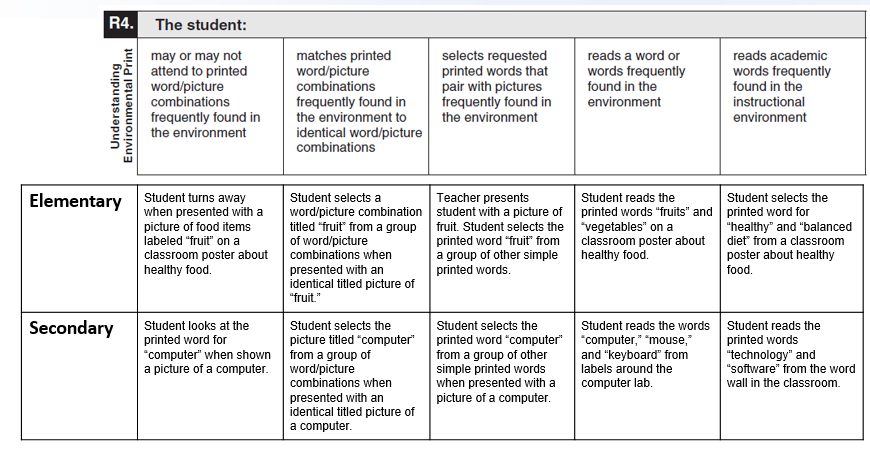 R4. The student:
Understanding
Environmental Print
may or may not
attend to printed
word/picture
combinations
frequently found in
the environment
matches printed
word/picture
combinations
frequently found in
the environment to
identical word/picture
combinations
selects requested
printed words that
pair with pictures
frequently found in
the environment
reads a word or
words frequently
found in the
environment
reads academic
words frequently
found in the
instructional
environment
Elementary
Student turns away
when presented with a
picture of food items
labeled “fruit” on a
classroom poster about
healthy food.
Student selects a
word/picture combination
titled “fruit” from a group
of word/picture
combinations when
presented with an
identical titled picture of
“fruit.”
Teacher presents
student with a picture of
fruit. Student selects the
printed word “fruit” from
a group of other simple
printed words.
Student reads the
printed words “fruits” and
“vegetables” on a
classroom poster about
healthy food.
Student selects the
printed word for
“healthy” and “balanced
diet” from a classroom
poster about healthy
food.
Secondary
Student looks at the
printed word for
“computer” when shown
a picture of a computer.
Student selects the
picture titled “computer”
from a group of
word/picture
combinations when
presented with an
identical titled picture of
a computer.
Student selects the
printed word “computer”
from a group of other
simple printed words
when presented with a
picture of a computer.
Student reads the words
“computer,” “mouse,”
and “keyboard” from
labels around the
computer lab.
Student reads the
printed words
“technology” and
“software” from the word
wall in the classroom.